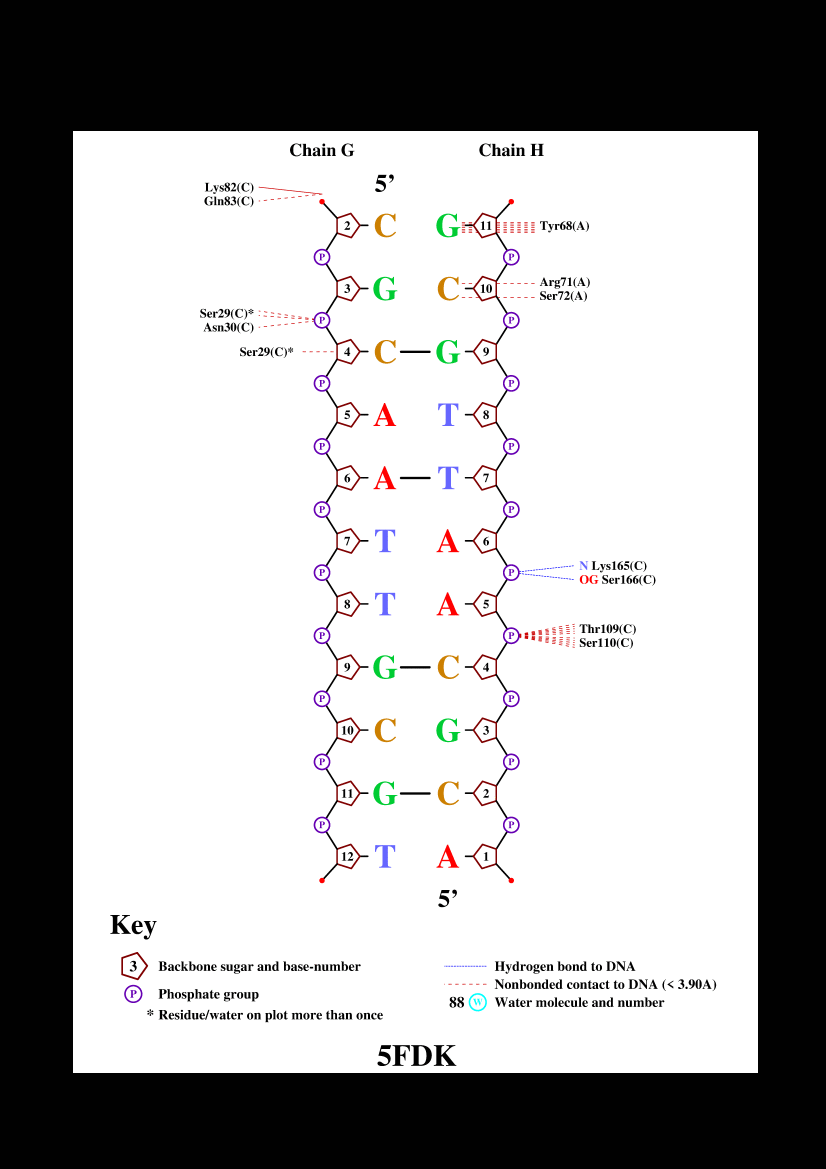 Chain G Chain H
5’
Lys82(C)
Gln83(C)
2 C G 11 Tyr68(A)
P P
3 G C 10 Arg71(A)
Ser72(A)
Ser29(C)*
P P
Asn30(C)
Ser29(C)* 4 C G 9
P P
5 A T 8
P P
6 A T 7
P P
7 T A 6
P P N Lys165(C)
OG Ser166(C)
8 T A 5
P P Thr109(C)
Ser110(C)
9 G C 4
P P
10 C G 3
P P
11 G C 2
P P
12 T A 1
5’
Key
3 Backbone sugar and base-number
P Phosphate group
* Residue/water on plot more than once
Hydrogen bond to DNA
Nonbonded contact to DNA (< 3.90A)
88 W Water molecule and number
5FDK